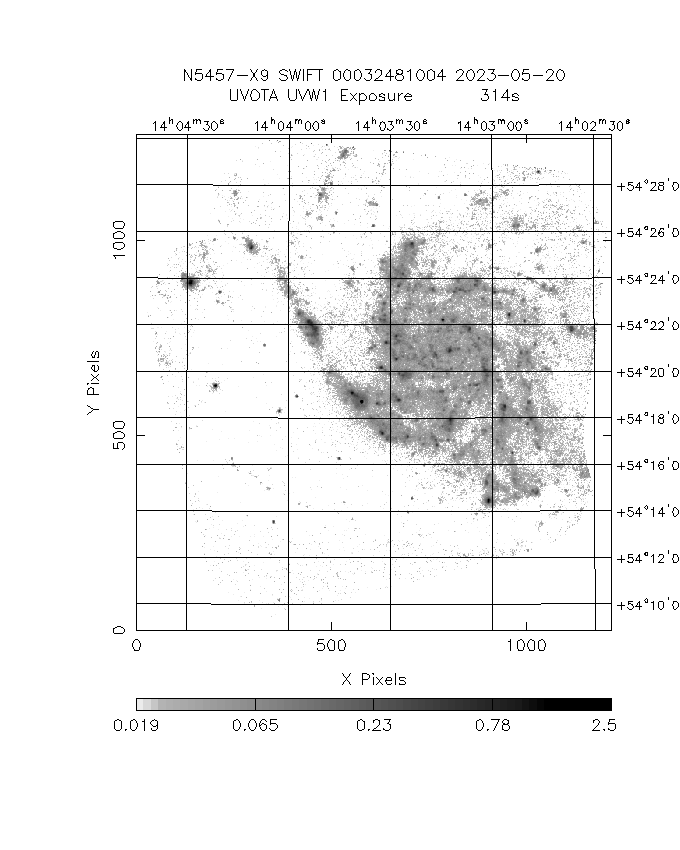 N5457-X9 SWIFT 00032481004 2023-05-20
UVOTA UVW1 Exposure 314s
14ʰ04ᵐ30ˢ 14ʰ04ᵐ00ˢ 14ʰ03ᵐ30ˢ 14ʰ03ᵐ00ˢ 14ʰ02ᵐ30ˢ
+54°28'0
+54°26'0
1000
+54°24'0
+54°22'0
+54°20'0
Y Pixels
+54°18'0
500
+54°16'0
+54°14'0
+54°12'0
+54°10'0
0
0 500 1000
X Pixels
0.019 0.065 0.23 0.78 2.5